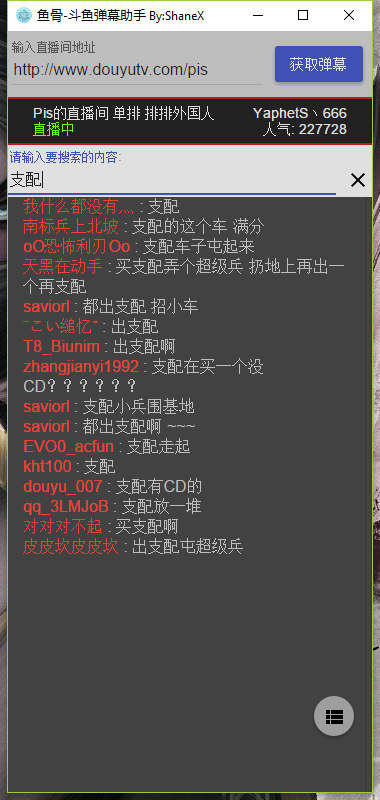 鱼骨-斗鱼弹幕助手 By:ShaneX
输入直播间地址
http://www.douyutv.com/pis
获取弹幕
Pis的直播间 单排 排排外国人
YaphetS丶666
直播中
人气: 227728
请输入要搜索的内容:
支配
我什么都没有灬 : 支配
南标兵上北坡 : 支配的这个车 满分
oO恐怖利刃Oo : 支配车子屯起来
天黑在动手 : 买支配弄个超级兵 扔地上再出一
个再支配
saviorl : 都出支配 招小车
ˉこい縋忆ˇ : 出支配
T8_Biunim : 出支配啊
zhangjianyi1992 : 支配在买一个没
CD？？？？？？
saviorl : 支配小兵围基地
saviorl : 都出支配啊 ~~~
EVO0_acfun : 支配走起
kht100 : 支配
douyu_007 : 支配有CD的
qq_3LMJoB : 支配放一堆
对对对不起 : 买支配啊
皮皮坎皮皮坎 : 出支配屯超级兵